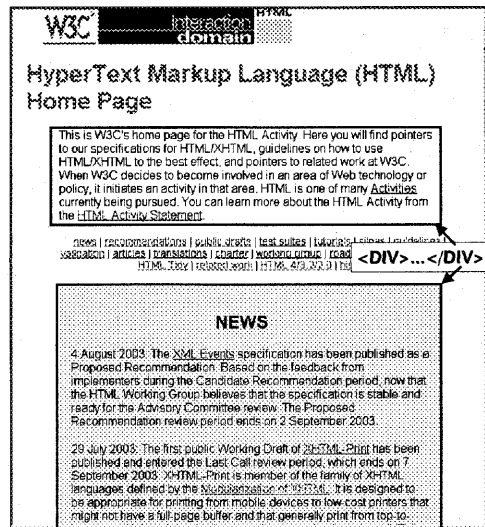 W3C Interaction domain HTML
HyperText Markup Language (HTML)
Home Page
This is W3C's home page for the HTML Activity. Here you will find pointers
to our specifications for HTML/XHTML, guidelines on how to use
HTML/XHTML to the best effect, and pointers to related work at W3C.
When W3C decides to become involved in an area of Web technology or
policy, it initiates an activity in that area. HTML is one of many Activities
currently being pursued. You can learn more about the HTML Activity from
the HTML Activity Statement.
news | recommendations | public drafts | test suites | tutorials | slides | guidelines |
validation | articles | translations | charter | working group |
HTML Tidy | related work |
<DIV>...</DIV>
NEWS
4 August 2003: The XML Events specification has been published as a
Proposed Recommendation. Based on the feedback from
implementers during the Candidate Recommendation period, now that
the HTML Working Group believes that the specification is stable and
ready for the Advisory Committee review. The Proposed
Recommendation review period ends on 2 September 2003.
29 July 2003: The first public Working Draft of XHTML-Print has been
published and entered the Last Call review period, which ends on 7
September 2003. XHTML-Print is member of the family of XHTML
languages defined by the Modularization of XHTML. It is designed to
be appropriate for printing from mobile devices to low-cost printers that
might not have a full-page buffer and that generally print from top-to-